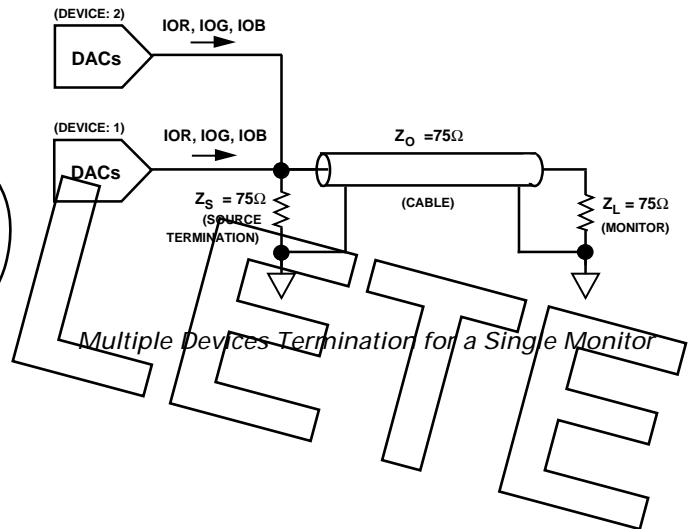 (DEVICE: 2)
IOR, IOG, IOB
DACs
(DEVICE: 1)
IOR, IOG, IOB
DACs
Z_O =75Ω
(CABLE)
Z_S = 75Ω
(SOURCE
TERMINATION)
Z_L = 75Ω
(MONITOR)
Multiple Devices Termination for a Single Monitor
LETE